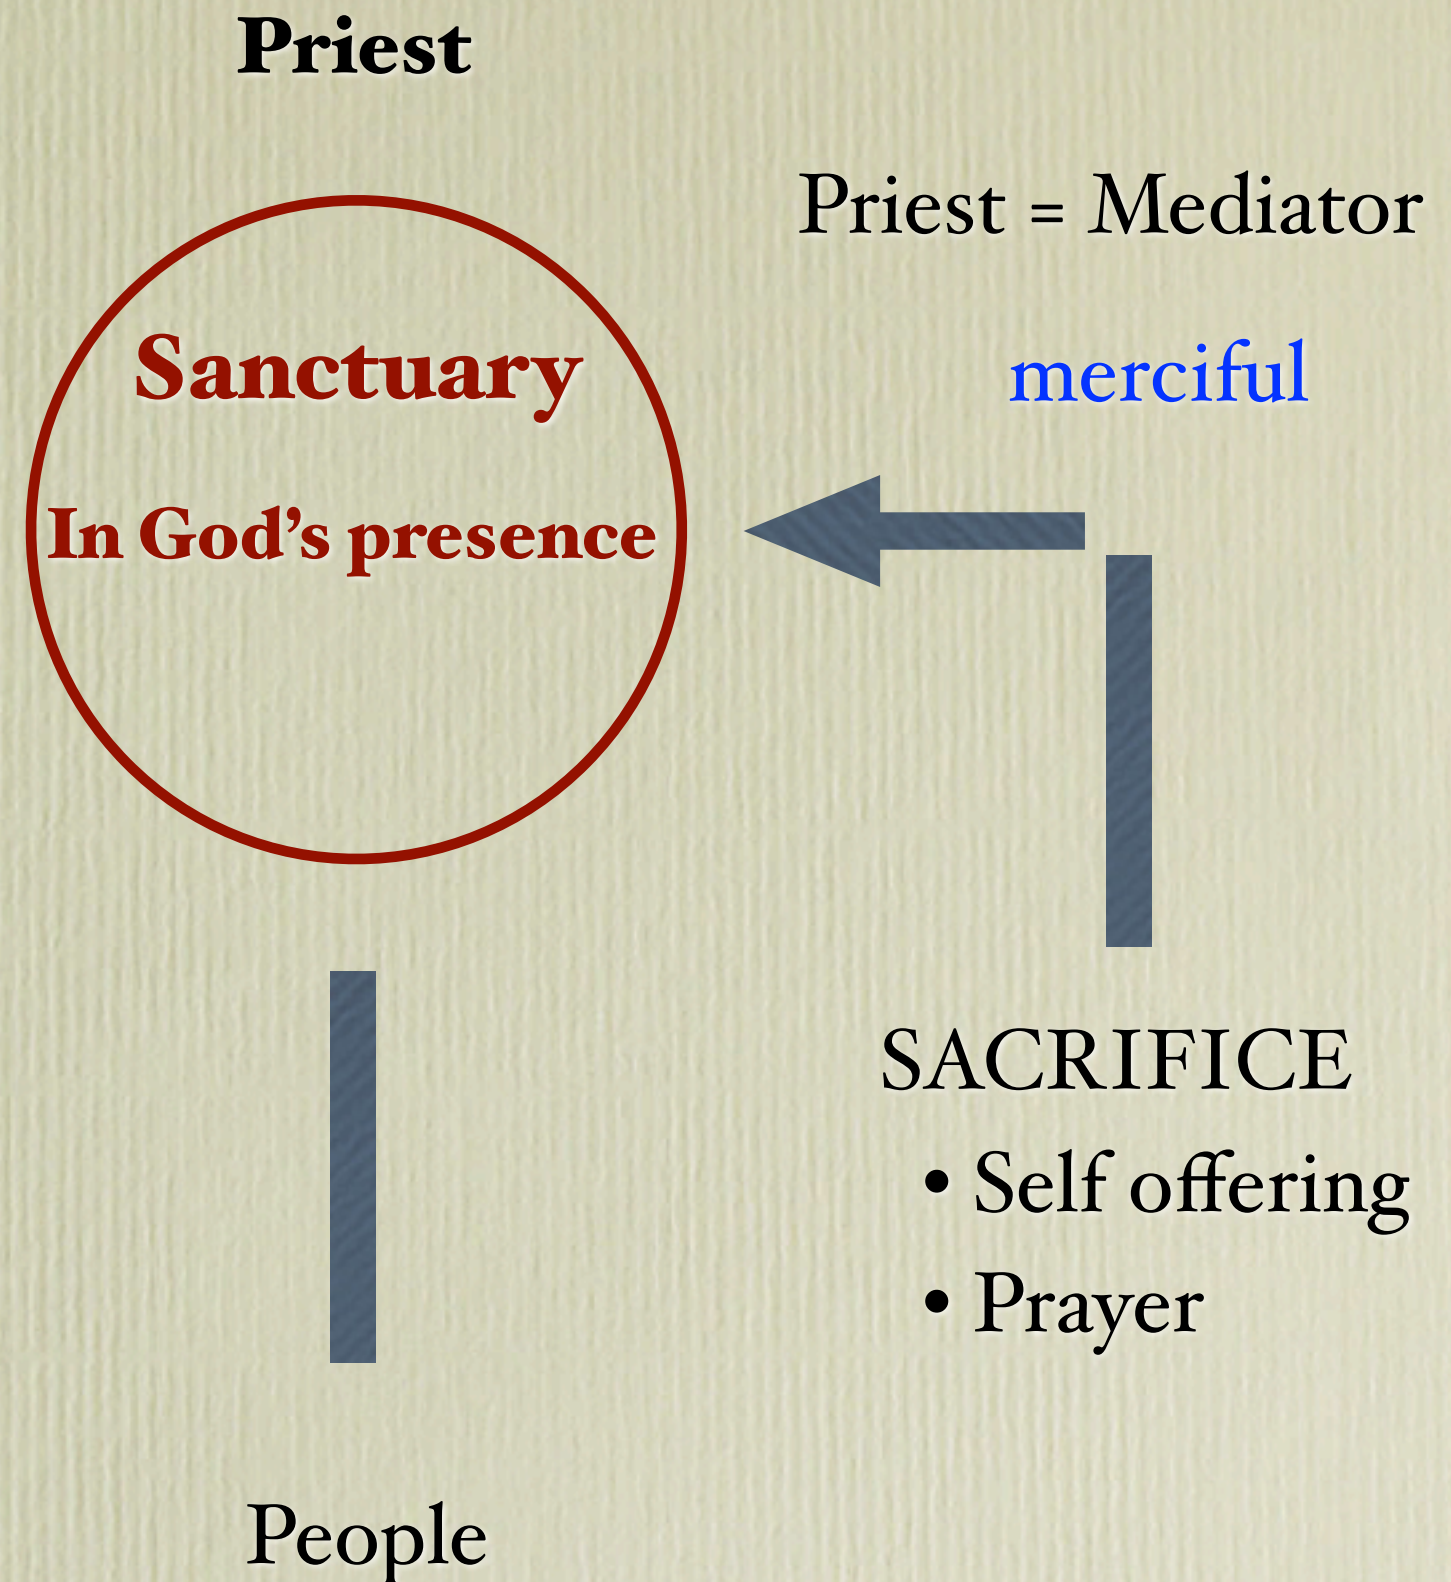 Priest
Priest = Mediator
merciful
Sanctuary
In God’s presence
SACRIFICE
• Self offering
• Prayer
People